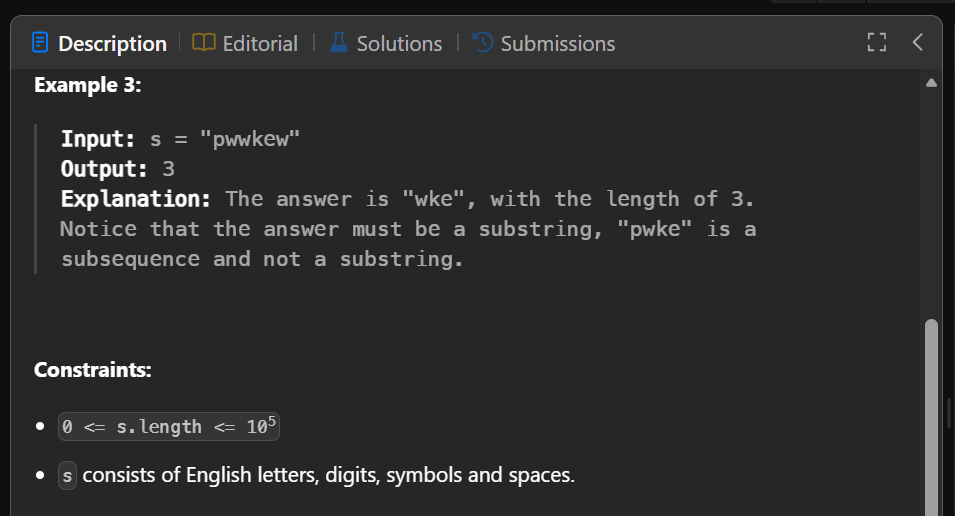 Description | Editorial | Solutions | Submissions
Example 3:
Input: s = "pwwkew"
Output: 3
Explanation: The answer is "wke", with the length of 3.
Notice that the answer must be a substring, "pwke" is a
subsequence and not a substring.
Constraints:
• 0 <= s.length <= 10⁵
• s consists of English letters, digits, symbols and spaces.